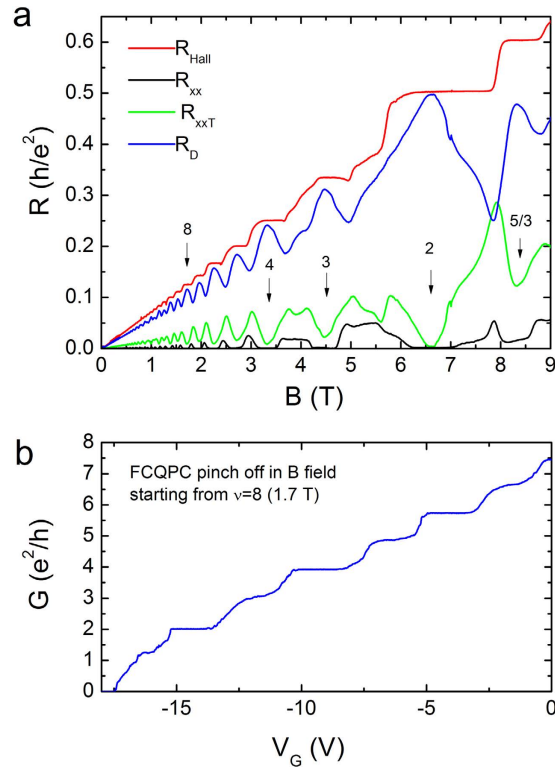 a
0.6
0.5
0.4
0.3
0.2
0.1
0.0
R (h/e²)
R_Hall
R_xx
R_xxT
R_D
8
4
3
2
5/3
0 1 2 3 4 5 6 7 8 9
B (T)
b
8
7
6
5
4
3
2
1
0
G (e²/h)
FCQPC pinch off in B field
starting from ν=8 (1.7 T)
-15 -10 -5 0
V_G (V)